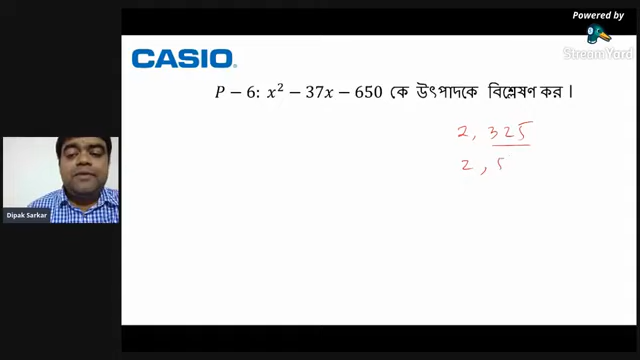 Powered by
StreamYard
CASIO
P − 6: x² − 37x − 650 কে উৎপাদকে বিশ্লেষণ কর।
2, 325
2, 5
Dipak Sarkar